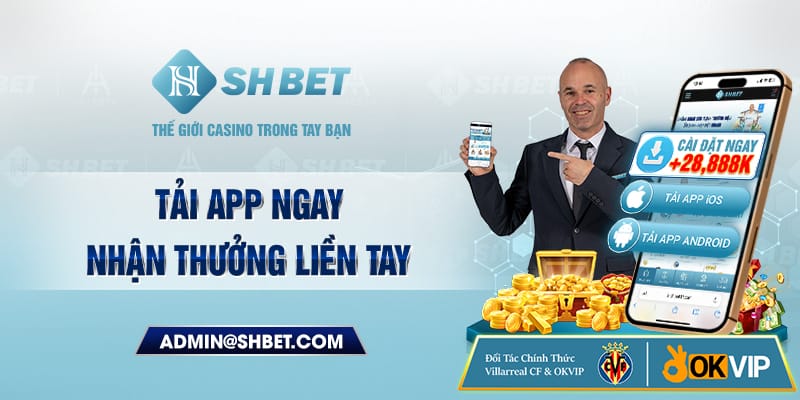 SHBET
THẾ GIỚI CASINO TRONG TAY BẠN
TẢI APP NGAY
NHẬN THƯỞNG LIỀN TAY
ADMIN@SHBET.COM
SHBET
CÀI ĐẶT NGAY
+28,888K
TẢI APP iOS
TẢI APP ANDROID
Đối Tác Chính Thức
Villarreal CF & OKVIP
OKVIP